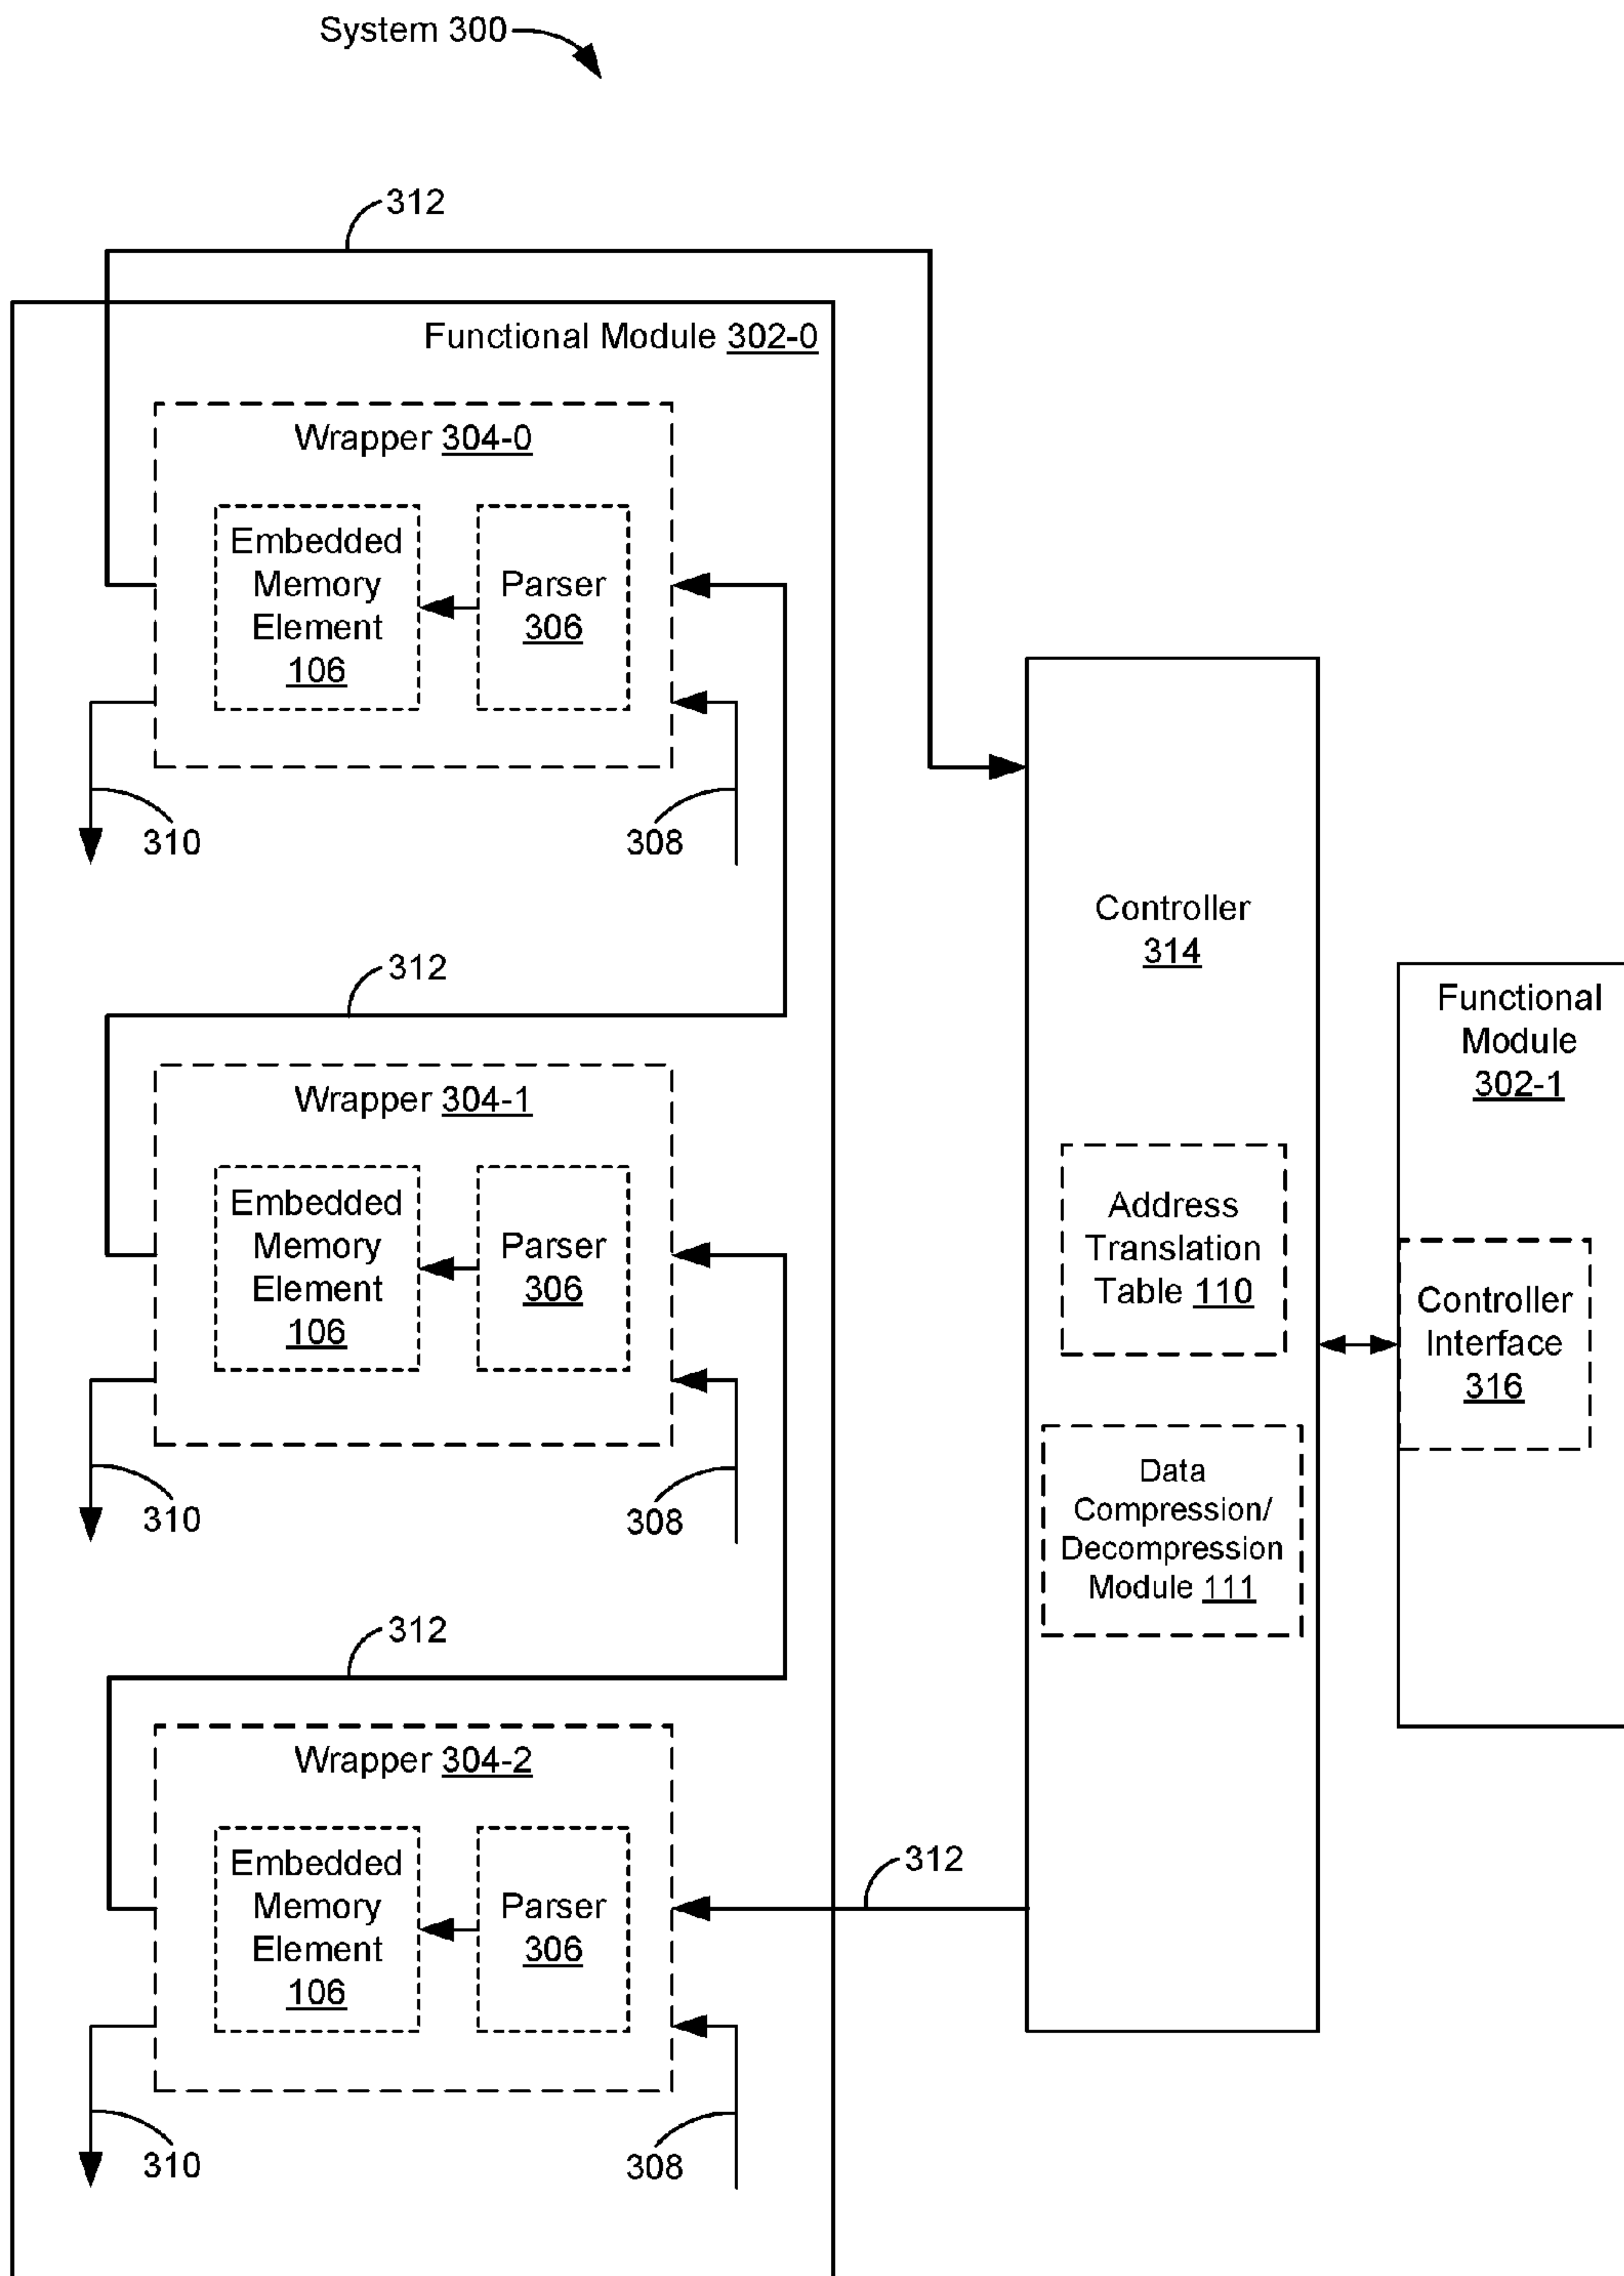 System 300
312
Functional Module 302-0
Wrapper 304-0
Embedded
Memory
Element
106
Parser
306
310
308
312
Wrapper 304-1
Embedded
Memory
Element
106
Parser
306
310
308
312
Wrapper 304-2
Embedded
Memory
Element
106
Parser
306
310
308
312
Controller
314
Address
Translation
Table 110
Data
Compression/
Decompression
Module 111
Functional
Module
302-1
Controller
Interface
316